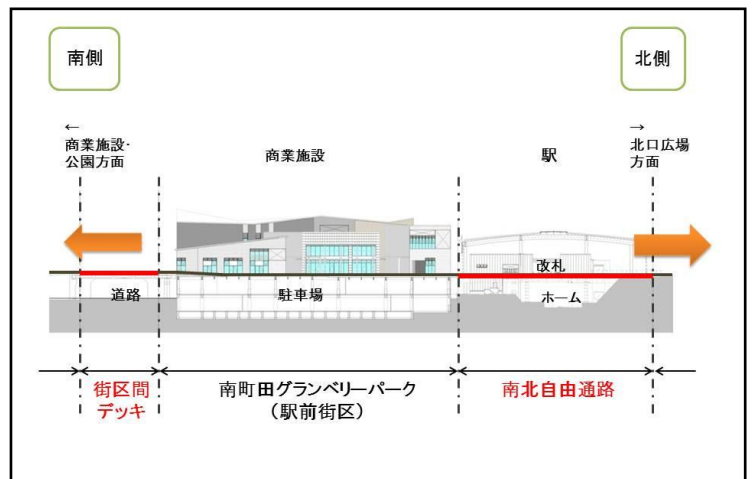 南側
北側
←
商業施設・
公園方面
商業施設
駅
→
北口広場
方面
改札
道路
駐車場
ホーム
街区間
デッキ
南町田グランベリーパーク
（駅前街区）
南北自由通路